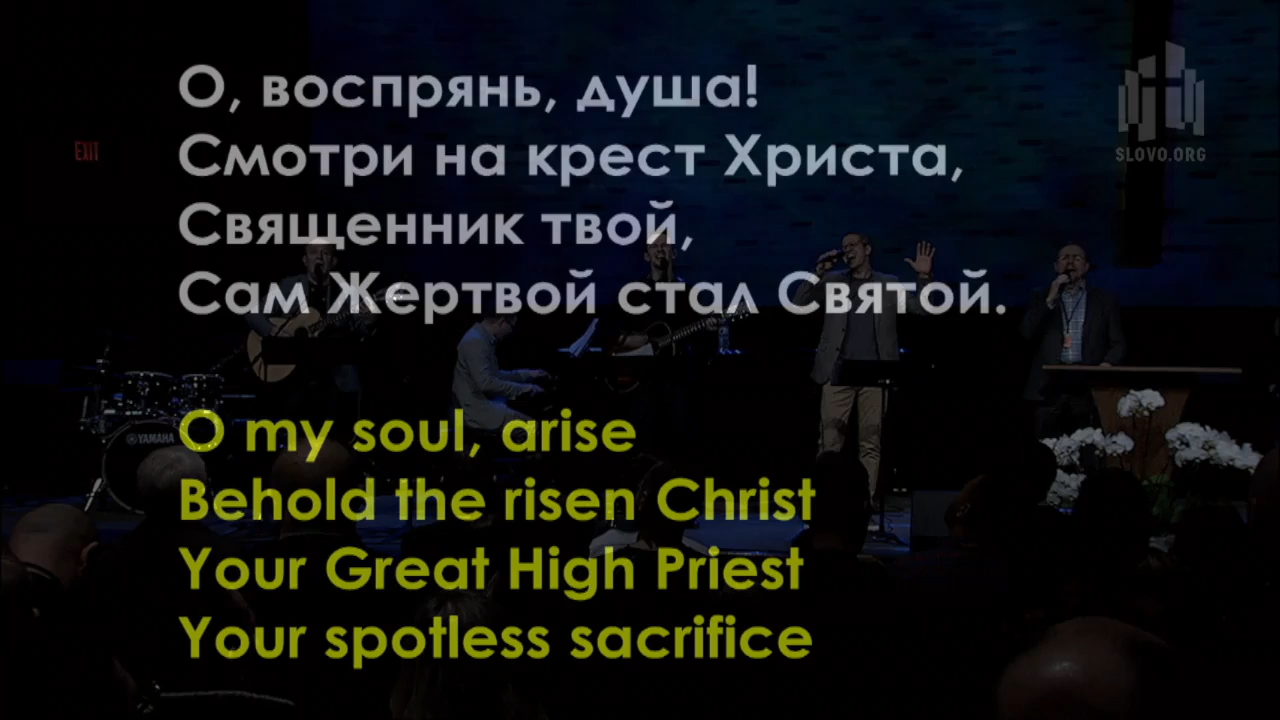 О, воспрянь, душа!
Смотри на крест Христа,
Священник твой,
Сам Жертвой стал Святой.
O my soul, arise
Behold the risen Christ
Your Great High Priest
Your spotless sacrifice
SLOVO.ORG
EXIT
YAMAHA